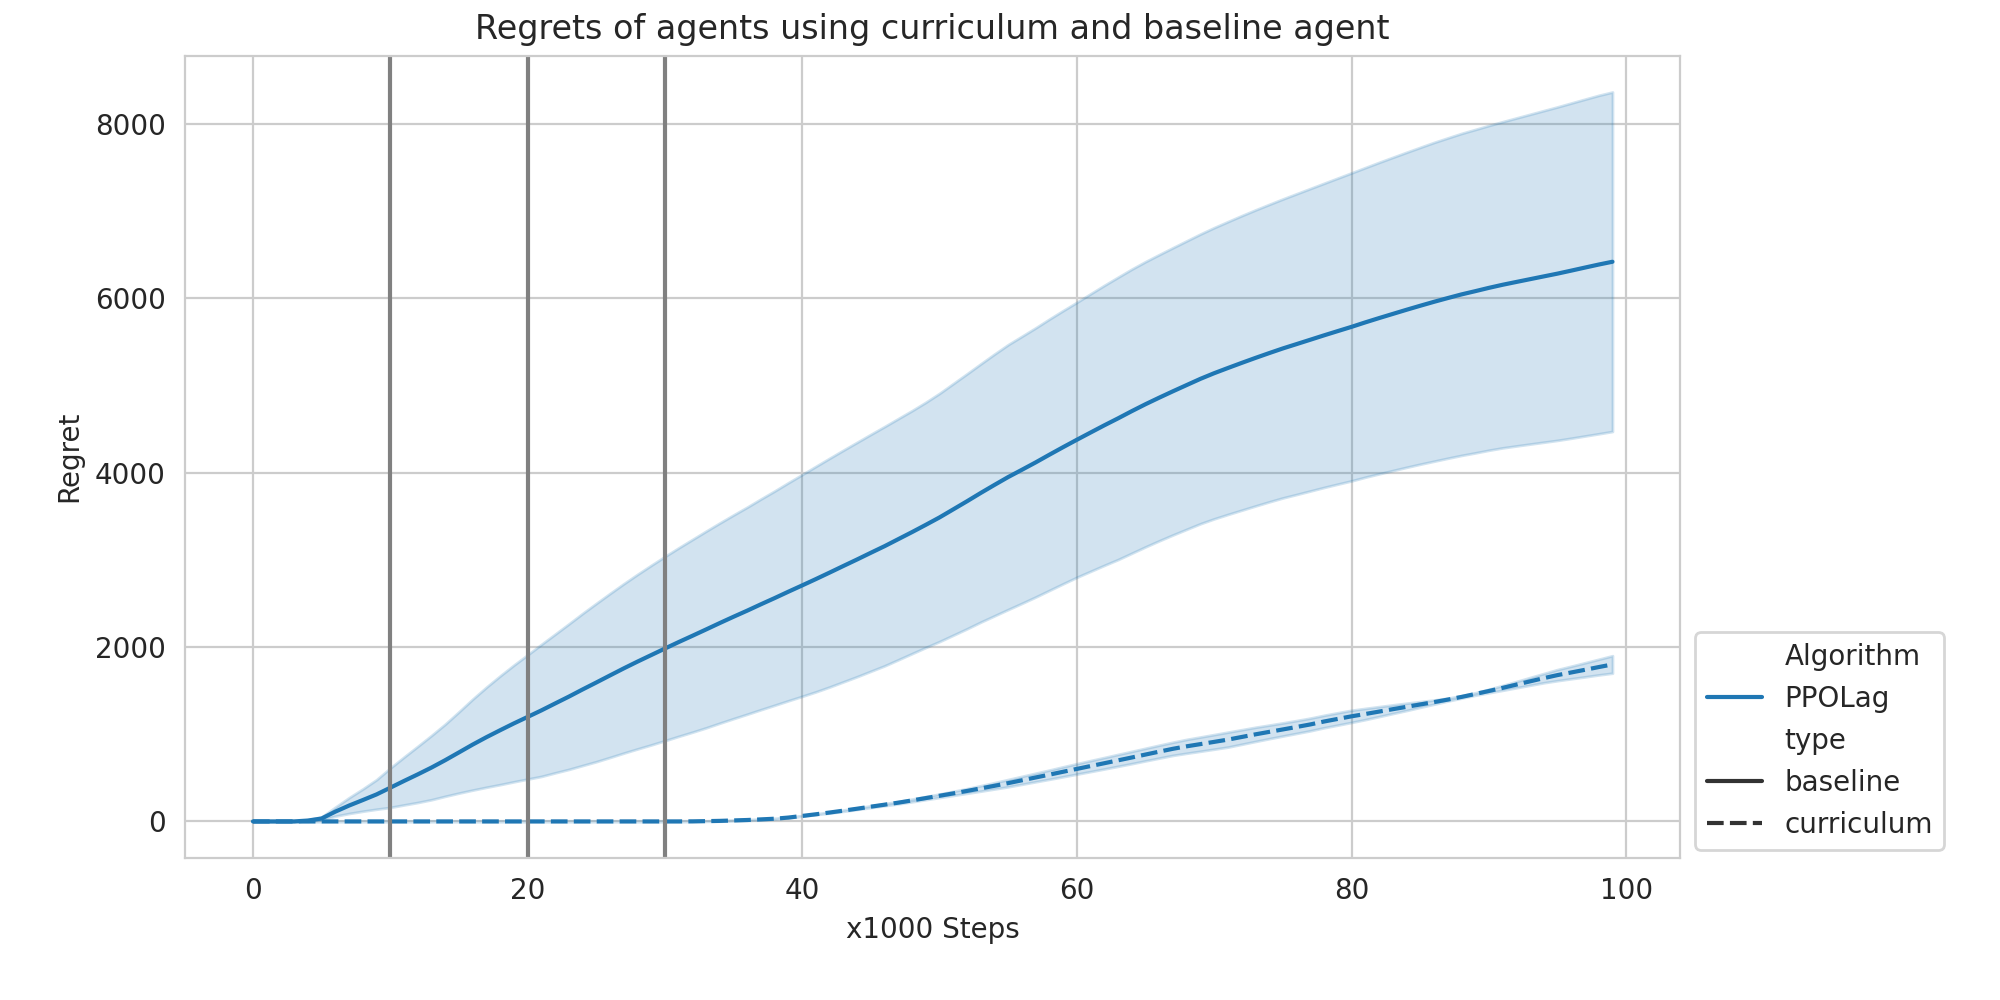 Regrets of agents using curriculum and baseline agent
8000
6000
4000
2000
0
Regret
0 20 40 60 80 100
x1000 Steps
Algorithm
PPOLag
type
baseline
curriculum